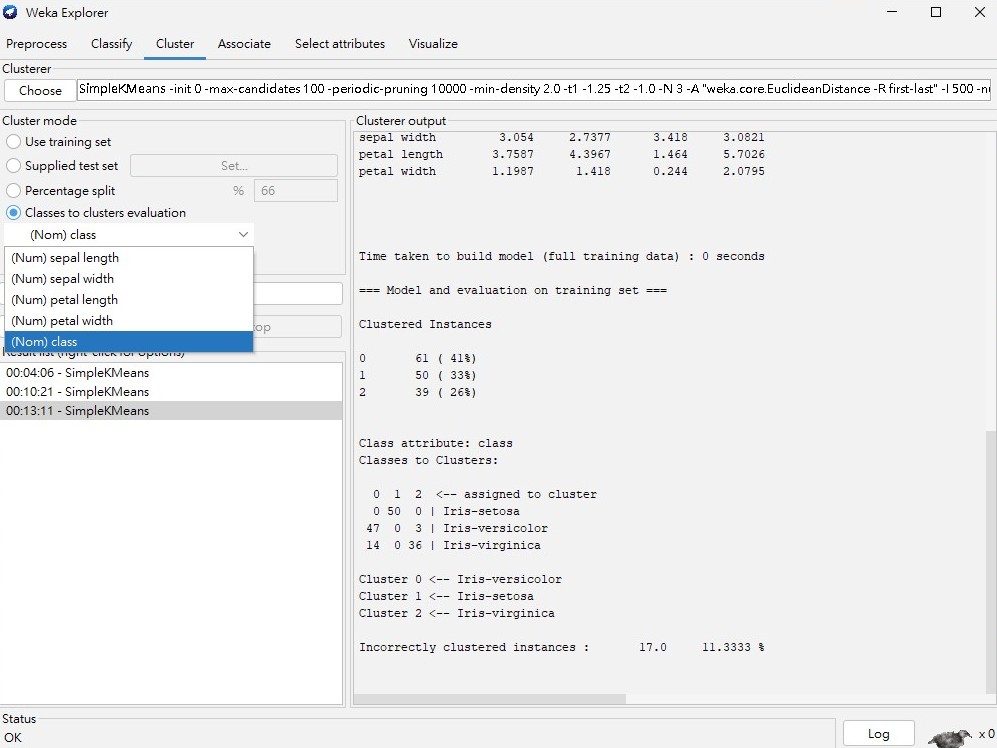 Weka Explorer
Preprocess Classify Cluster Associate Select attributes Visualize
Clusterer
Choose SimpleKMeans -init 0 -max-candidates 100 -periodic-pruning 10000 -min-density 2.0 -t1 -1.25 -t2 -1.0 -N 3 -A "weka.core.EuclideanDistance -R first-last" -I 500
Cluster mode
Use training set
Supplied test set Set...
Percentage split % 66
Classes to clusters evaluation
(Nom) class
(Num) sepal length
(Num) sepal width
(Num) petal length
(Num) petal width
(Nom) class
Result list (right-click for options)
00:04:06 - SimpleKMeans
00:10:21 - SimpleKMeans
00:13:11 - SimpleKMeans
Clusterer output
sepal width 3.054 2.7377 3.418 3.0821
petal length 3.7587 4.3967 1.464 5.7026
petal width 1.1987 1.418 0.244 2.0795
Time taken to build model (full training data) : 0 seconds
=== Model and evaluation on training set ===
Clustered Instances
0 61 ( 41%)
1 50 ( 33%)
2 39 ( 26%)
Class attribute: class
Classes to Clusters:
0 1 2 <-- assigned to cluster
0 50 0 | Iris-setosa
47 0 3 | Iris-versicolor
14 0 36 | Iris-virginica
Cluster 0 <-- Iris-versicolor
Cluster 1 <-- Iris-setosa
Cluster 2 <-- Iris-virginica
Incorrectly clustered instances : 17.0 11.3333 %
Status
OK
Log x 0